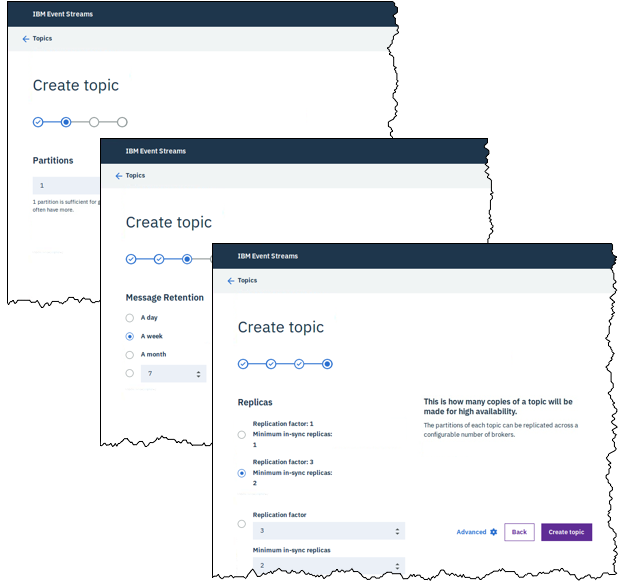 IBM Event Streams
Topics
Create topic
Partitions
1
1 partition is sufficient for
often have more.
IBM Event Streams
Topics
Create topic
Message Retention
A day
A week
A month
7
IBM Event Streams
Topics
Create topic
Replicas
Replication factor: 1
Minimum in-sync replicas:
1
Replication factor: 3
Minimum in-sync replicas:
2
Replication factor
3
Minimum in-sync replicas
2
This is how many copies of a topic will be
made for high availability.
The partitions of each topic can be replicated across a
configurable number of brokers.
Advanced
Back
Create topic